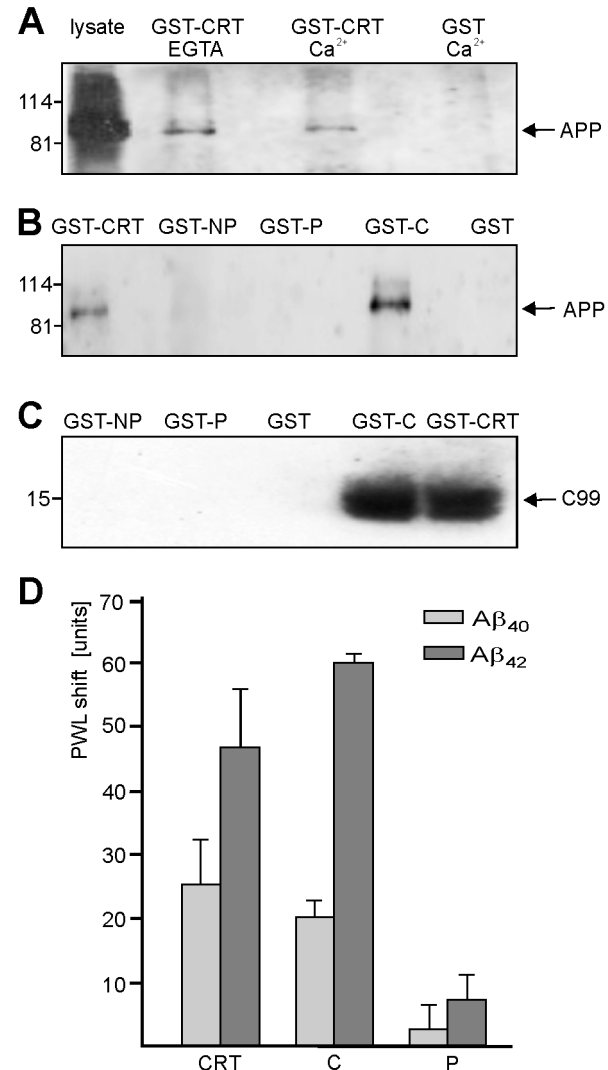 A
lysate GST-CRT GST-CRT GST
EGTA Ca²⁺ Ca²⁺
114
APP
81
B
GST-CRT GST-NP GST-P GST-C GST
114
APP
81
C
GST-NP GST-P GST GST-C GST-CRT
15 C99
D
PWL shift [units]
70
60
50
40
30
20
10
Aβ₄₀
Aβ₄₂
CRT C P